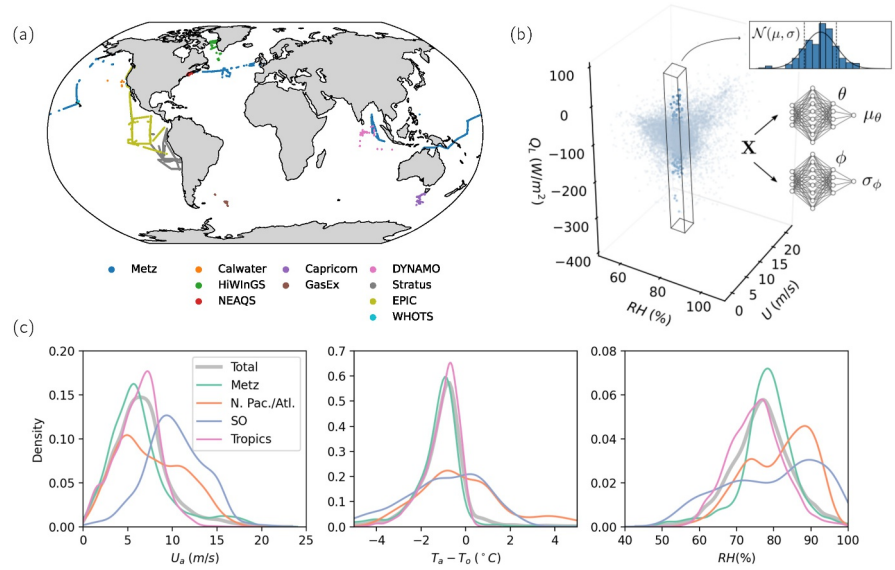 (a)
Metz
Calwater
HiWInGS
NEAQS
Capricorn
GasEx
DYNAMO
Stratus
EPIC
WHOTS
(b)
𝒩(μ, σ)
100
0
−100
−200
−300
−400
Q_L (W/m²)
60
80
100
RH (%)
0
5
10
15
20
U (m/s)
X
θ
μ_θ
ϕ
σ_ϕ
(c)
0.20
0.15
0.10
0.05
0.00
Density
Total
Metz
N. Pac./Atl.
SO
Tropics
0 5 10 15 20 25
U_a (m/s)
0.7
0.6
0.5
0.4
0.3
0.2
0.1
0.0
−4 −2 0 2 4
T_a − T_o (°C)
0.08
0.06
0.04
0.02
0.00
40 50 60 70 80 90 100
RH(%)